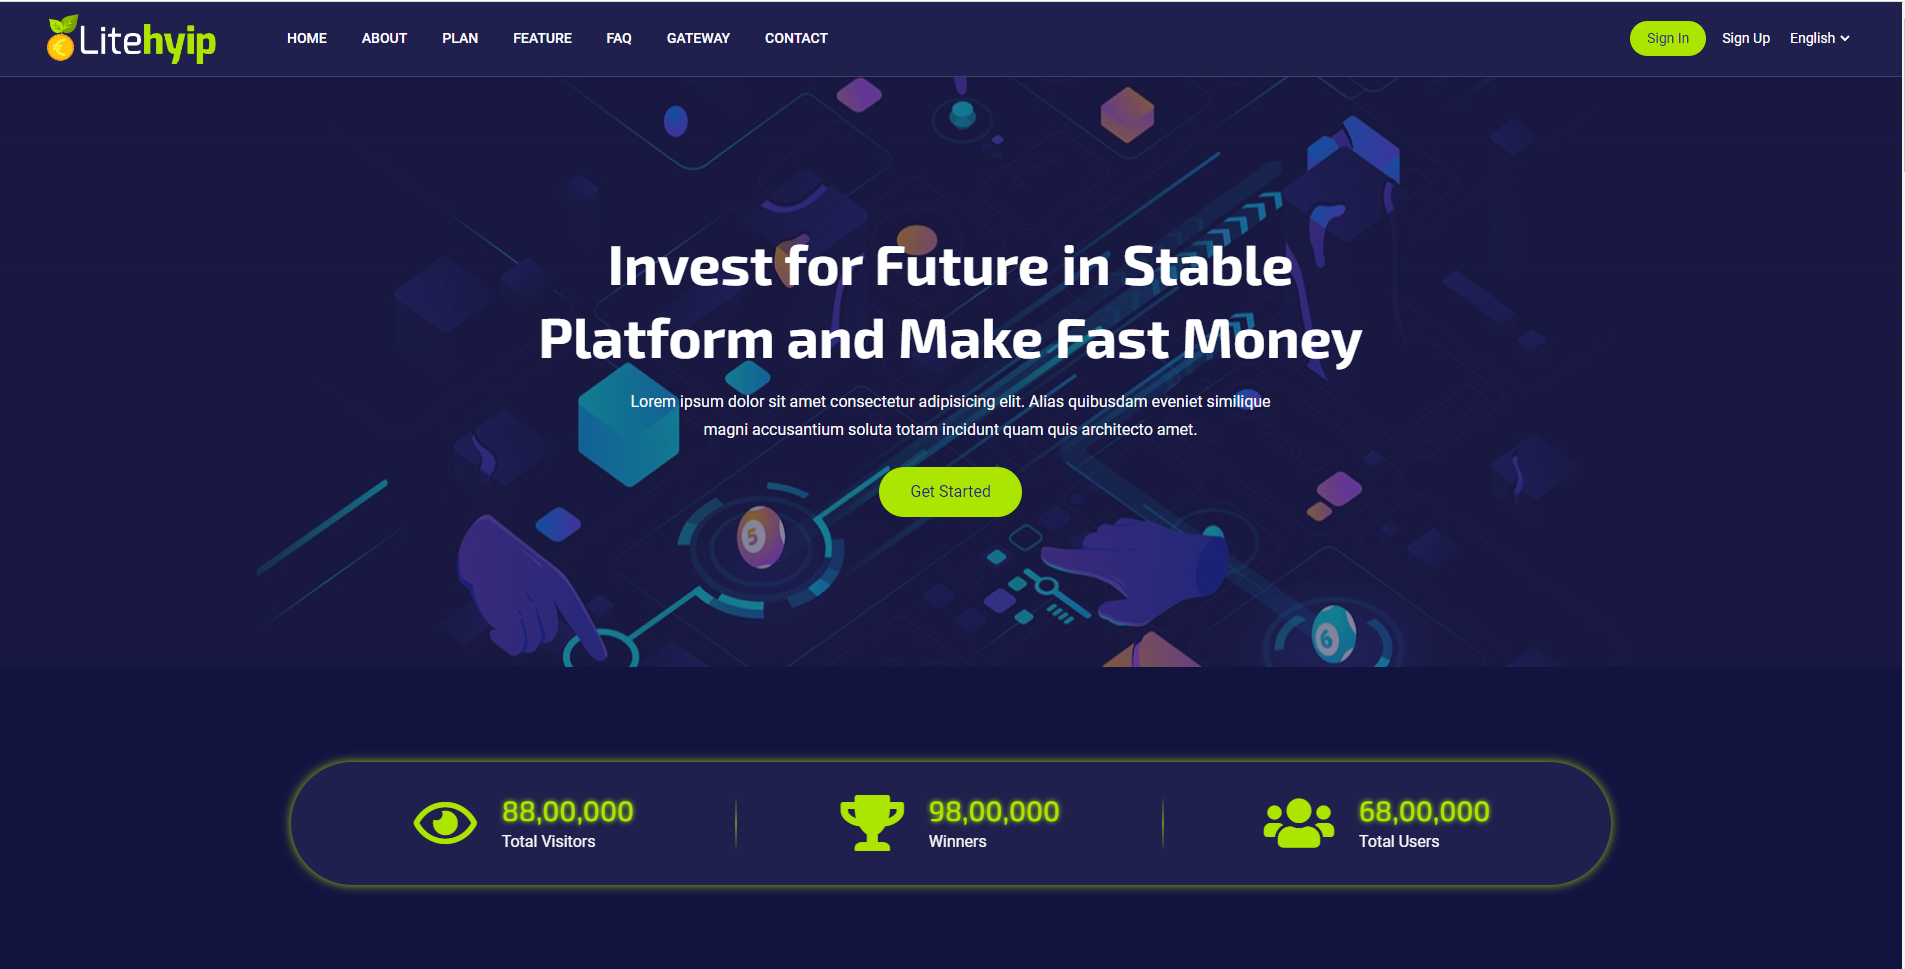 Litehyip
HOME ABOUT PLAN FEATURE FAQ GATEWAY CONTACT
Sign In Sign Up English
Invest for Future in Stable
Platform and Make Fast Money
Lorem ipsum dolor sit amet consectetur adipisicing elit. Alias quibusdam eveniet similique
magni accusantium soluta totam incidunt quam quis architecto amet.
Get Started
5
6
88,00,000
Total Visitors
98,00,000
Winners
68,00,000
Total Users